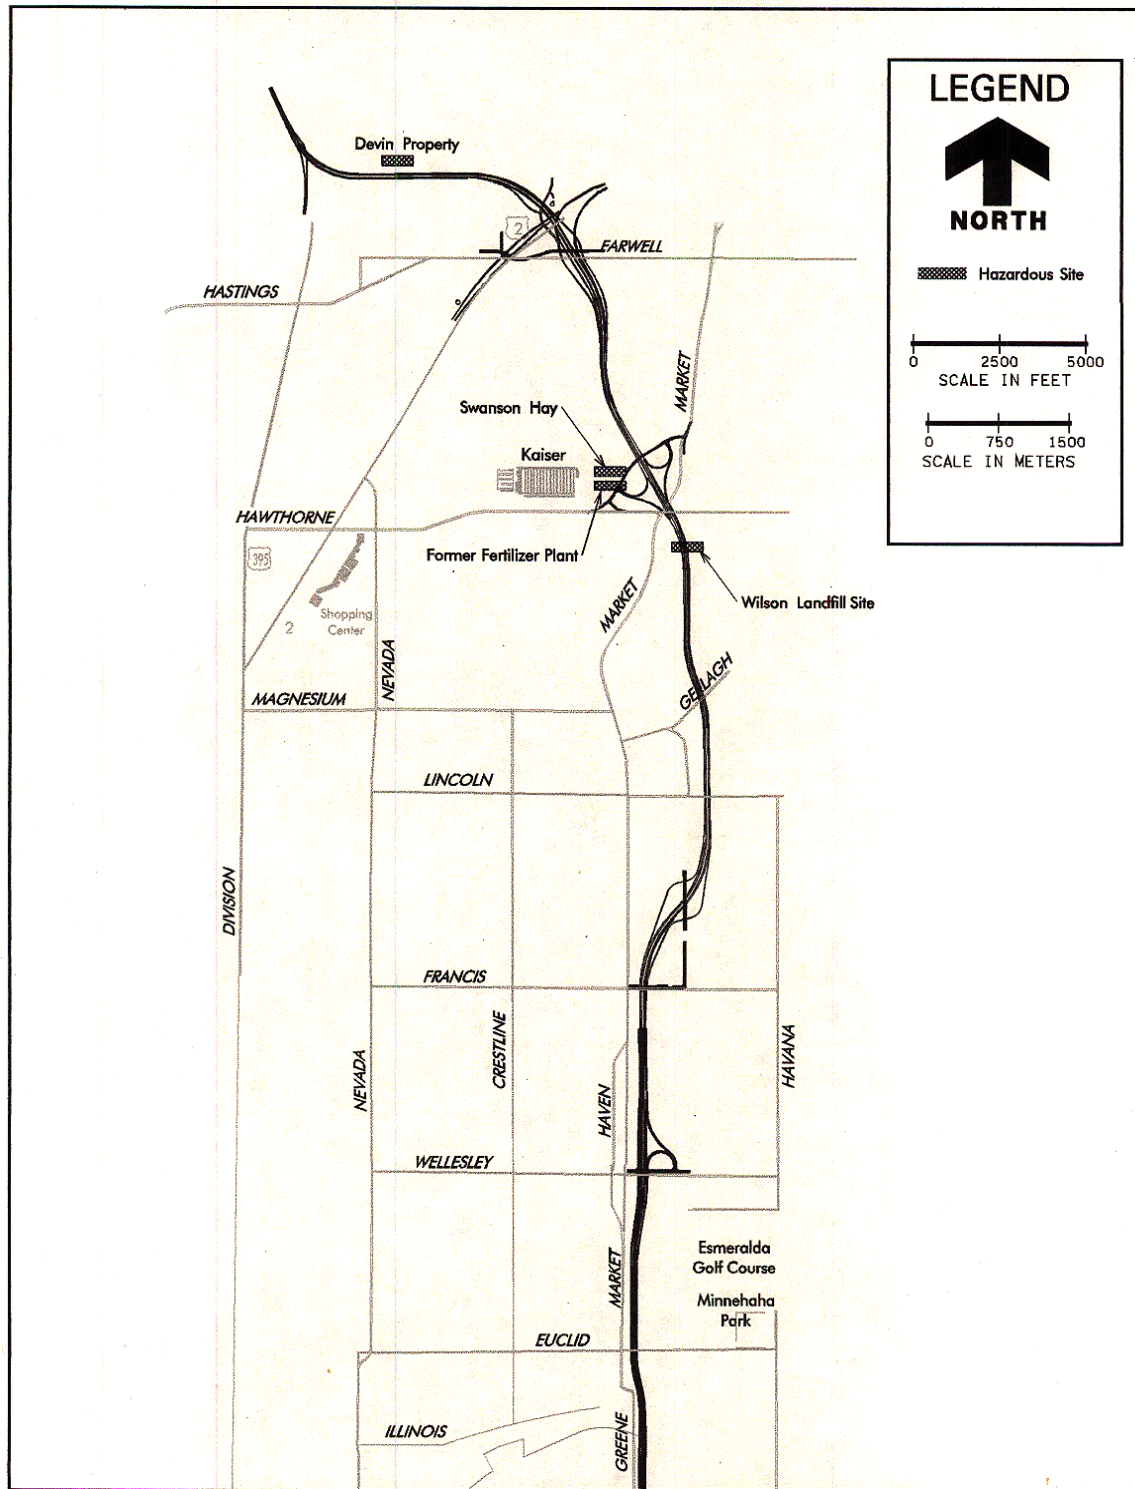 LEGEND
NORTH
Hazardous Site
0 2500 5000
SCALE IN FEET
0 750 1500
SCALE IN METERS
Devin Property
2
FARWELL
HASTINGS
MARKET
Swanson Hay
Kaiser
HAWTHORNE
395
Former Fertilizer Plant
MARKET
Wilson Landfill Site
Shopping
Center
2
NEVADA
GERLAGH
MAGNESIUM
LINCOLN
DIVISION
FRANCIS
CRESTLINE
HAVANA
NEVADA
HAVEN
WELLESLEY
Esmeralda
Golf Course
MARKET
Minnehaha
Park
EUCLID
ILLINOIS
GREENE